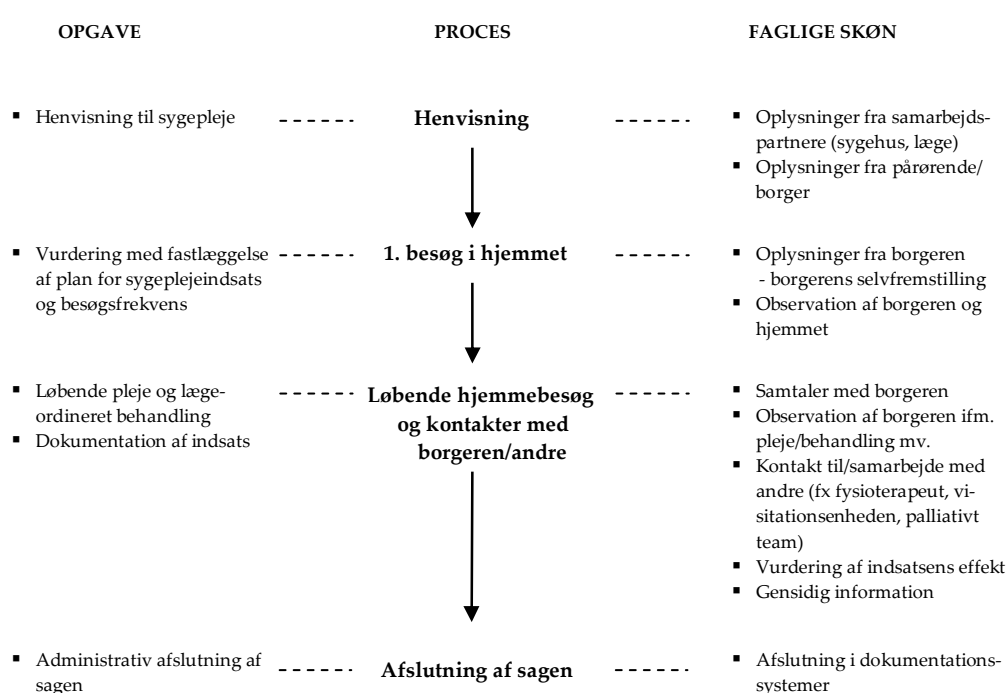 OPGAVE PROCES FAGLIGE SKØN
▪ Henvisning til sygepleje
Henvisning
▪ Oplysninger fra samarbejds-
partnere (sygehus, læge)
▪ Oplysninger fra pårørende/
borger
▪ Vurdering med fastlæggelse
af plan for sygeplejeindsats
og besøgsfrekvens
1. besøg i hjemmet
▪ Oplysninger fra borgeren
- borgerens selvfremstilling
▪ Observation af borgeren og
hjemmet
▪ Løbende pleje og læge-
ordineret behandling
▪ Dokumentation af indsats
Løbende hjemmebesøg
og kontakter med
borgeren/andre
▪ Samtaler med borgeren
▪ Observation af borgeren ifm.
pleje/behandling mv.
▪ Kontakt til/samarbejde med
andre (fx fysioterapeut, vi-
sitationsenheden, palliativt
team)
▪ Vurdering af indsatsens effekt
▪ Gensidig information
▪ Administrativ afslutning af
sagen
Afslutning af sagen
▪ Afslutning i dokumentations-
systemer